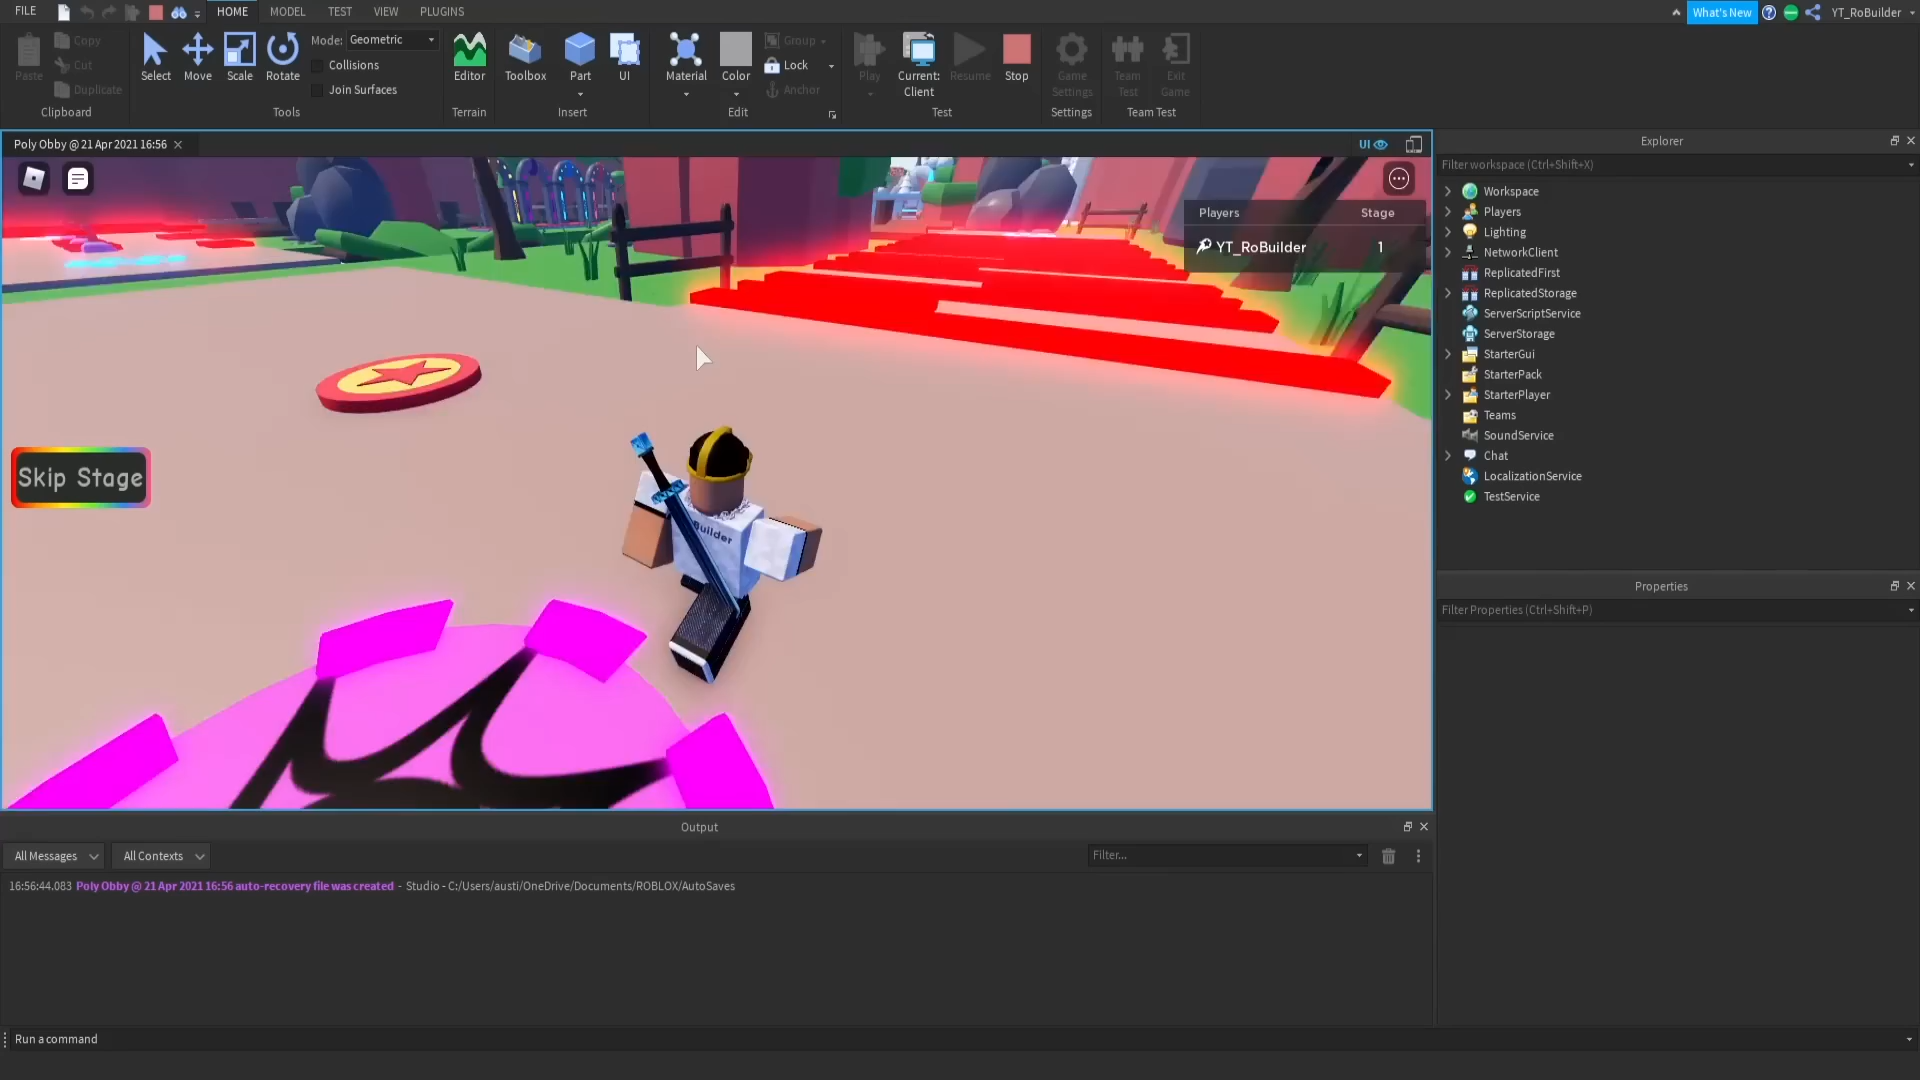 FILE
HOME
MODEL
TEST
VIEW
PLUGINS
What's New
YT_RoBuilder
Paste
Copy
Cut
Duplicate
Clipboard
Select
Move
Scale
Rotate
Mode: Geometric
Collisions
Join Surfaces
Tools
Editor
Terrain
Toolbox
Part
UI
Insert
Material
Color
Group
Lock
Anchor
Edit
Play
Current:
Client
Resume
Stop
Test
Game
Settings
Settings
Team
Test
Exit
Game
Team Test
Poly Obby @ 21 Apr 2021 16:56
UI
Players Stage
YT_RoBuilder 1
Skip Stage
Builder
Explorer
Filter workspace (Ctrl+Shift+X)
Workspace
Players
Lighting
NetworkClient
ReplicatedFirst
ReplicatedStorage
ServerScriptService
ServerStorage
StarterGui
StarterPack
StarterPlayer
Teams
SoundService
Chat
LocalizationService
TestService
Properties
Filter Properties (Ctrl+Shift+P)
Output
All Messages
All Contexts
Filter...
16:56:44.083 Poly Obby @ 21 Apr 2021 16:56 auto-recovery file was created - Studio - C:/Users/austi/OneDrive/Documents/ROBLOX/AutoSaves
Run a command